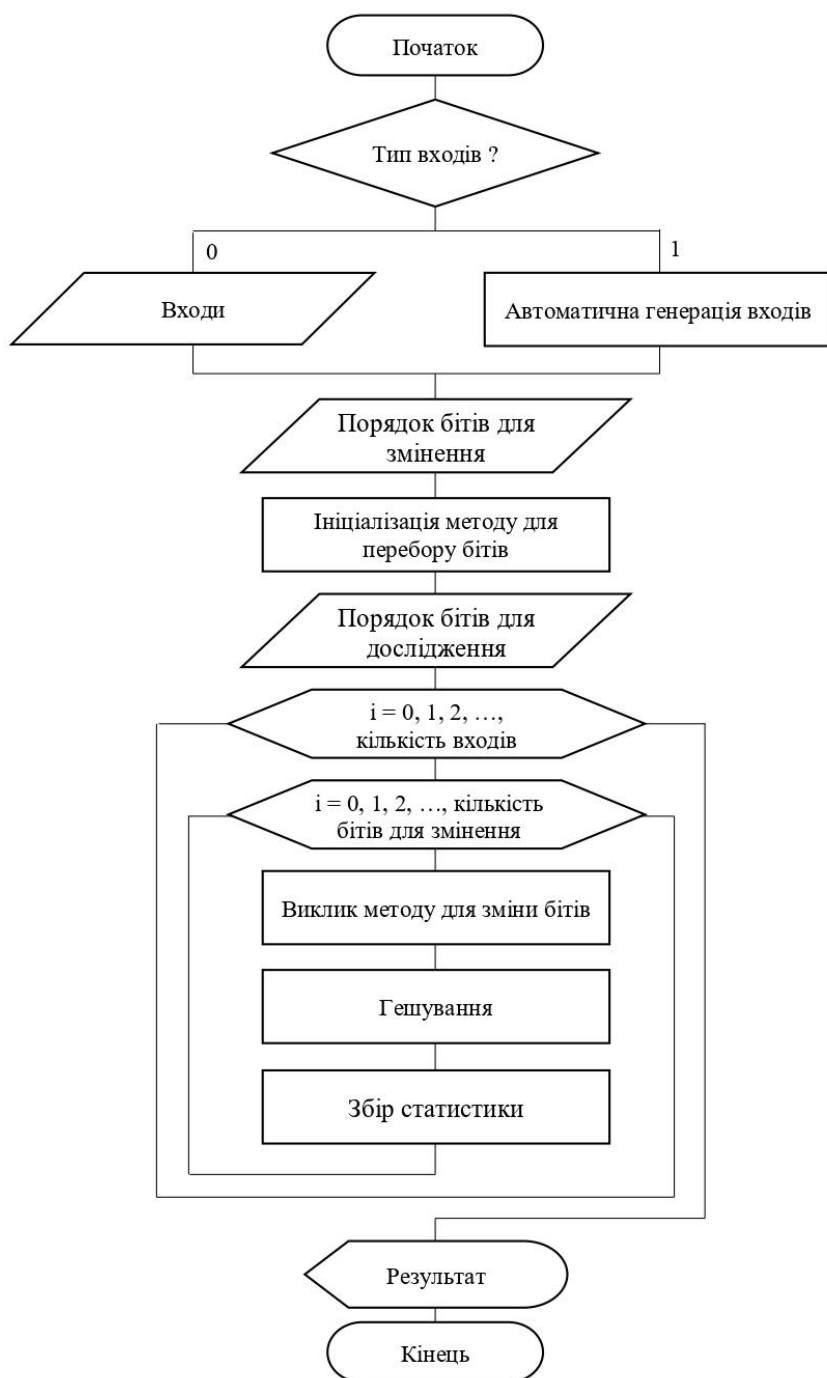 Початок
Тип входів ?
0
1
Входи
Автоматична генерація входів
Порядок бітів для
змінення
Ініціалізація методу для
перебору бітів
Порядок бітів для
дослідження
і = 0, 1, 2, …,
кількість входів
і = 0, 1, 2, …, кількість
бітів для змінення
Виклик методу для зміни бітів
Гешування
Збір статистики
Результат
Кінець